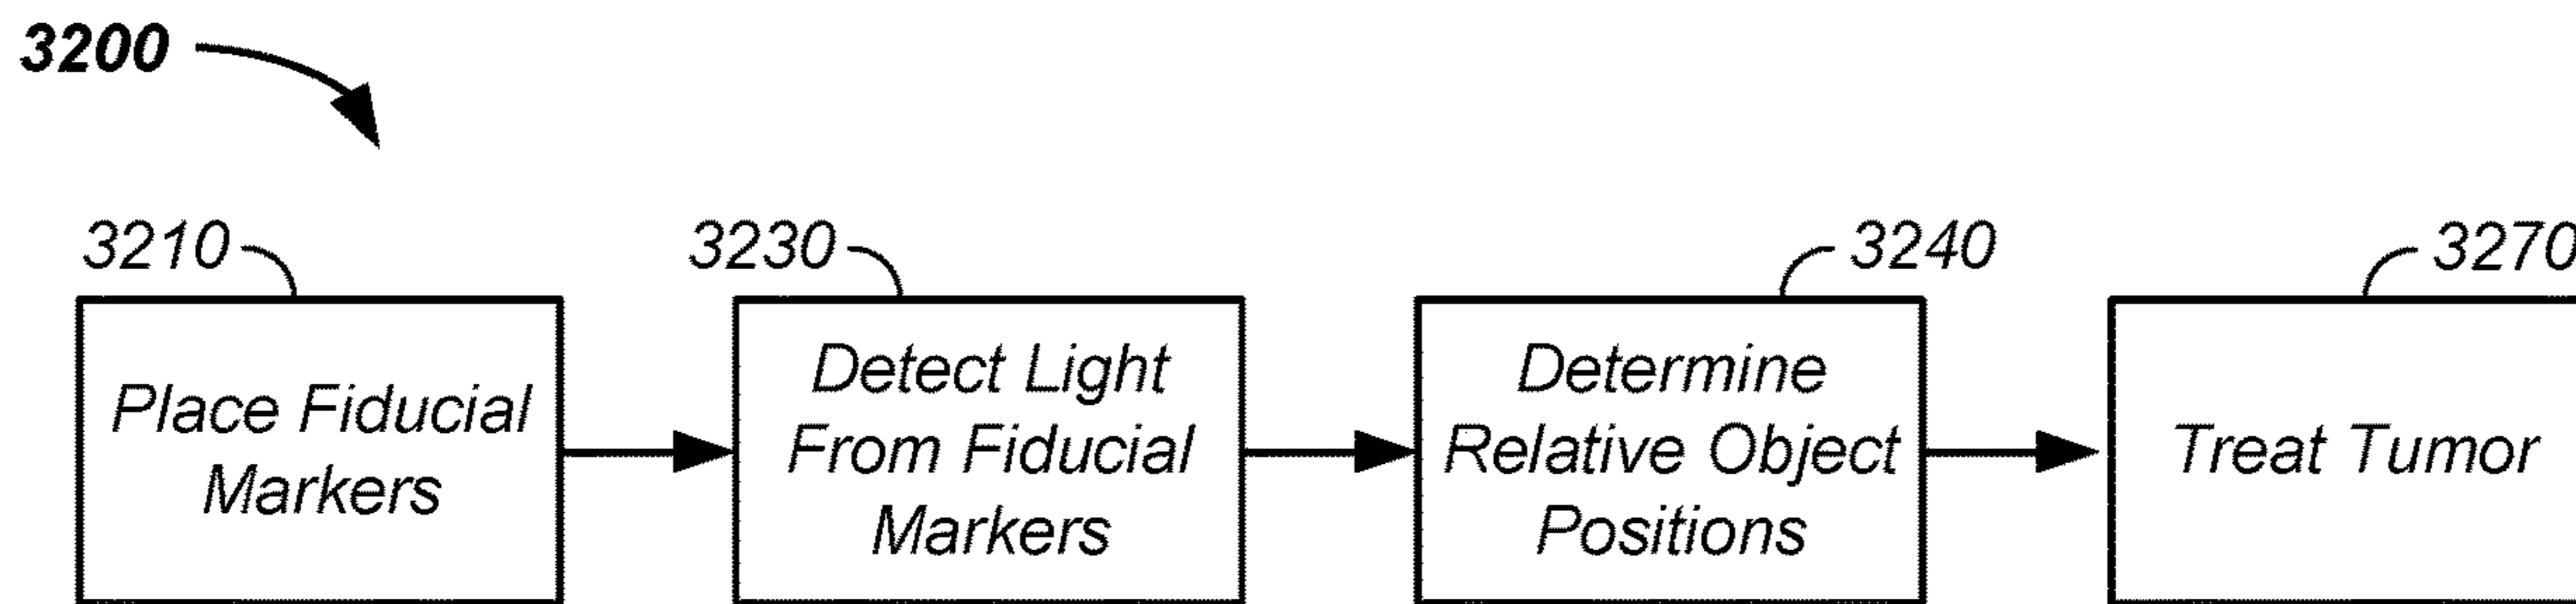 3200
3210
3230
3240
3270
Place Fiducial
Markers
Detect Light
From Fiducial
Markers
Determine
Relative Object
Positions
Treat Tumor